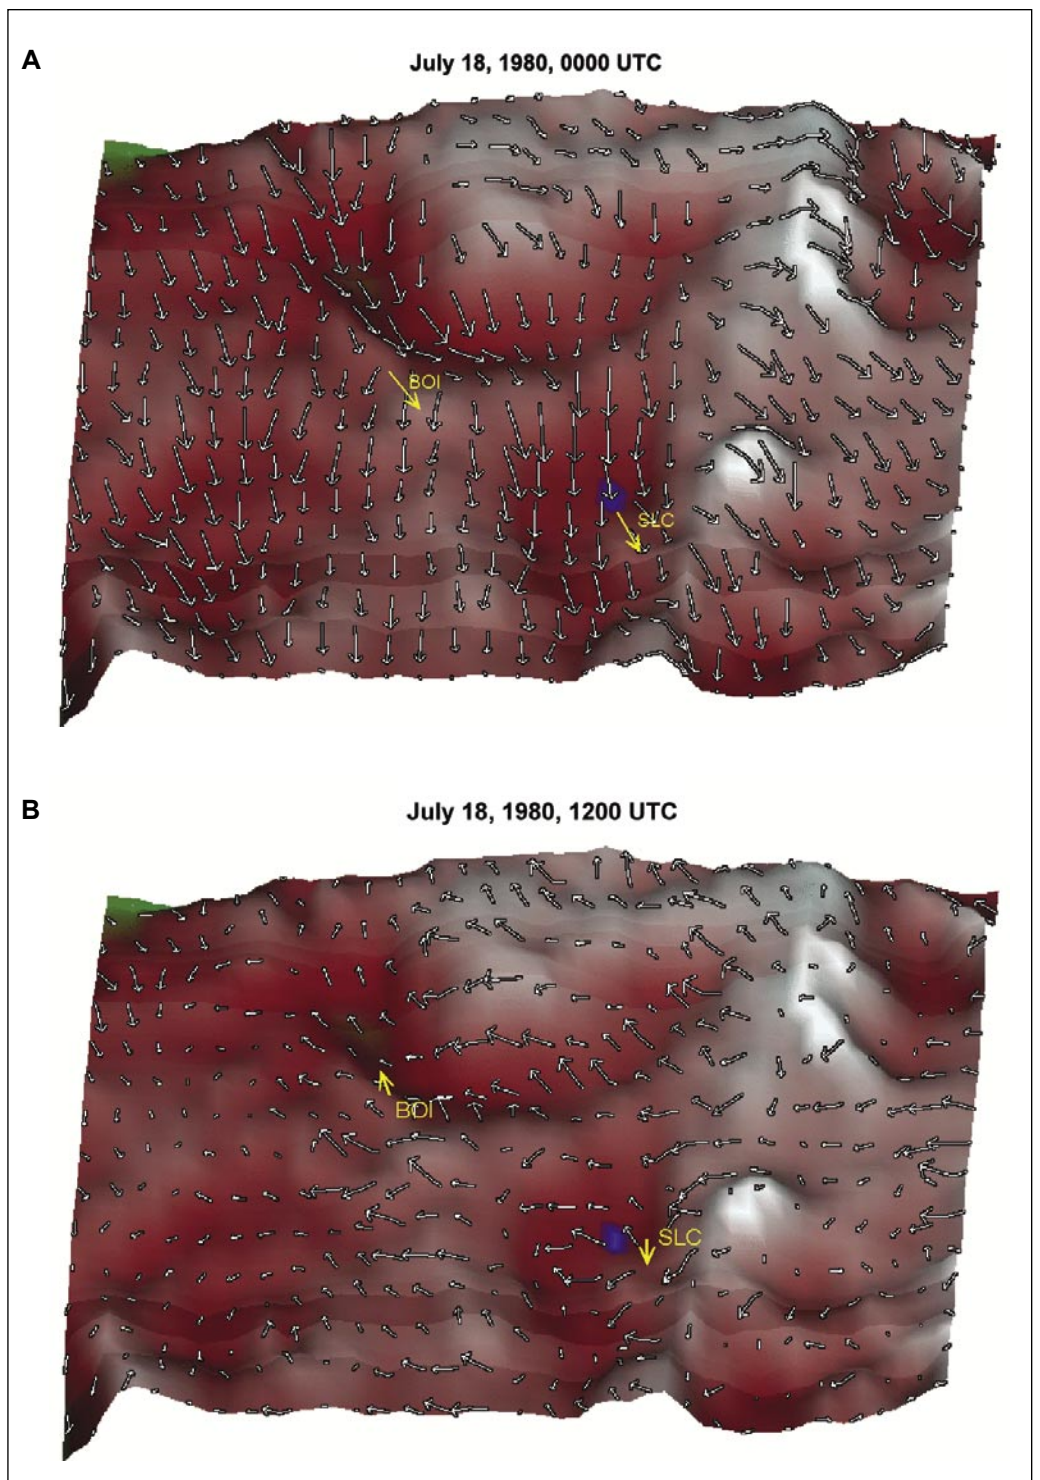 A
July 18, 1980, 0000 UTC
BOI
SLC
B
July 18, 1980, 1200 UTC
BOI
SLC